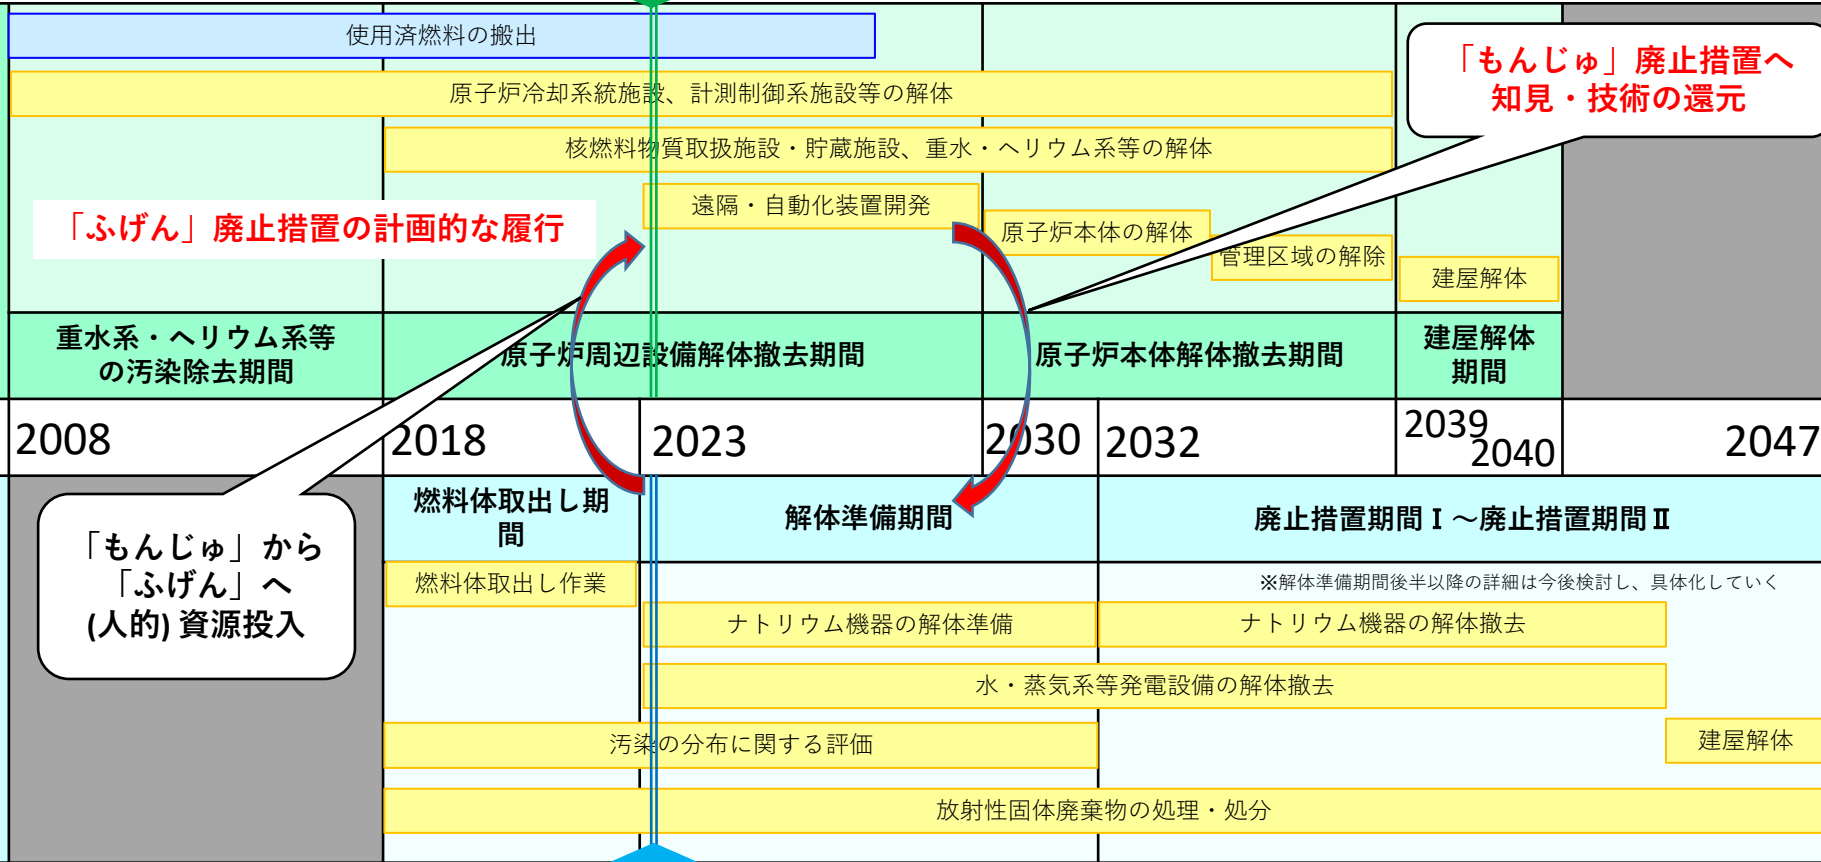 使用済燃料の搬出
原子炉冷却系統施設、計測制御系施設等の解体
「もんじゅ」廃止措置へ
知見・技術の還元
核燃料物質取扱施設・貯蔵施設、重水・ヘリウム系等の解体
遠隔・自動化装置開発
「ふげん」廃止措置の計画的な履行
原子炉本体の解体
管理区域の解除
建屋解体
重水系・ヘリウム系等
の汚染除去期間
原子炉周辺設備解体撤去期間
原子炉本体解体撤去期間
建屋解体
期間
2008
2018
2023
2030
2032
2039
2040
2047
燃料体取出し期
間
解体準備期間
廃止措置期間Ⅰ～廃止措置期間Ⅱ
「もんじゅ」から
「ふげん」へ
(人的) 資源投入
燃料体取出し作業
※解体準備期間後半以降の詳細は今後検討し、具体化していく
ナトリウム機器の解体準備
ナトリウム機器の解体撤去
水・蒸気系等発電設備の解体撤去
汚染の分布に関する評価
建屋解体
放射性固体廃棄物の処理・処分